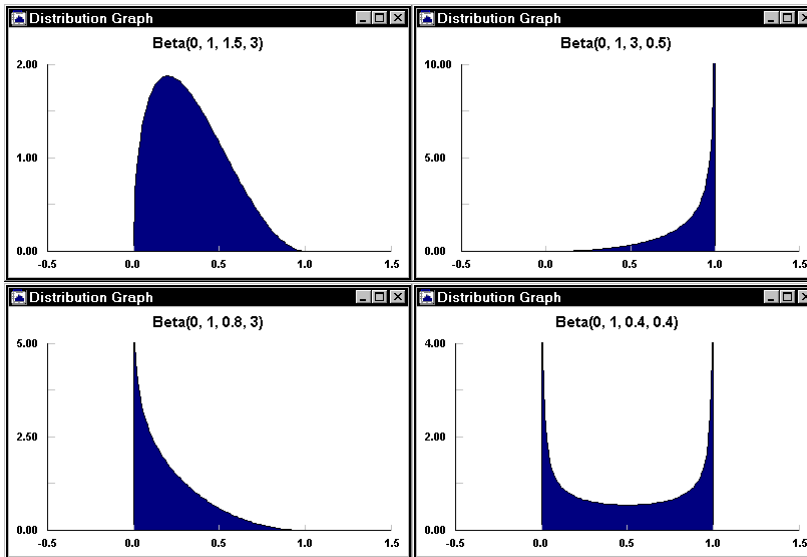 Distribution Graph
Beta(0, 1, 1.5, 3)
2.00
1.00
0.00
-0.5 0.0 0.5 1.0 1.5
Distribution Graph
Beta(0, 1, 3, 0.5)
10.00
5.00
0.00
-0.5 0.0 0.5 1.0 1.5
Distribution Graph
Beta(0, 1, 0.8, 3)
5.00
2.50
0.00
-0.5 0.0 0.5 1.0 1.5
Distribution Graph
Beta(0, 1, 0.4, 0.4)
4.00
2.00
0.00
-0.5 0.0 0.5 1.0 1.5